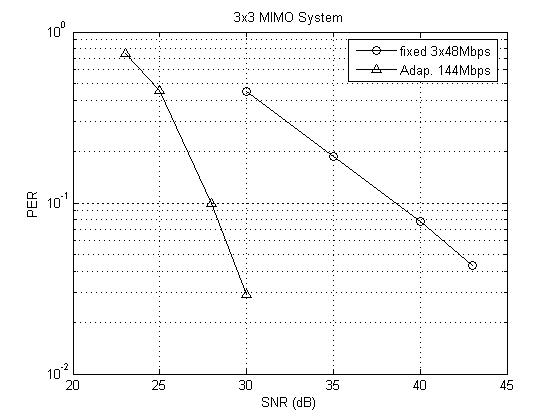 3x3 MIMO System
10^0
fixed 3x48Mbps
Adap. 144Mbps
PER
10^-1
10^-2
20 25 30 35 40 45
SNR (dB)